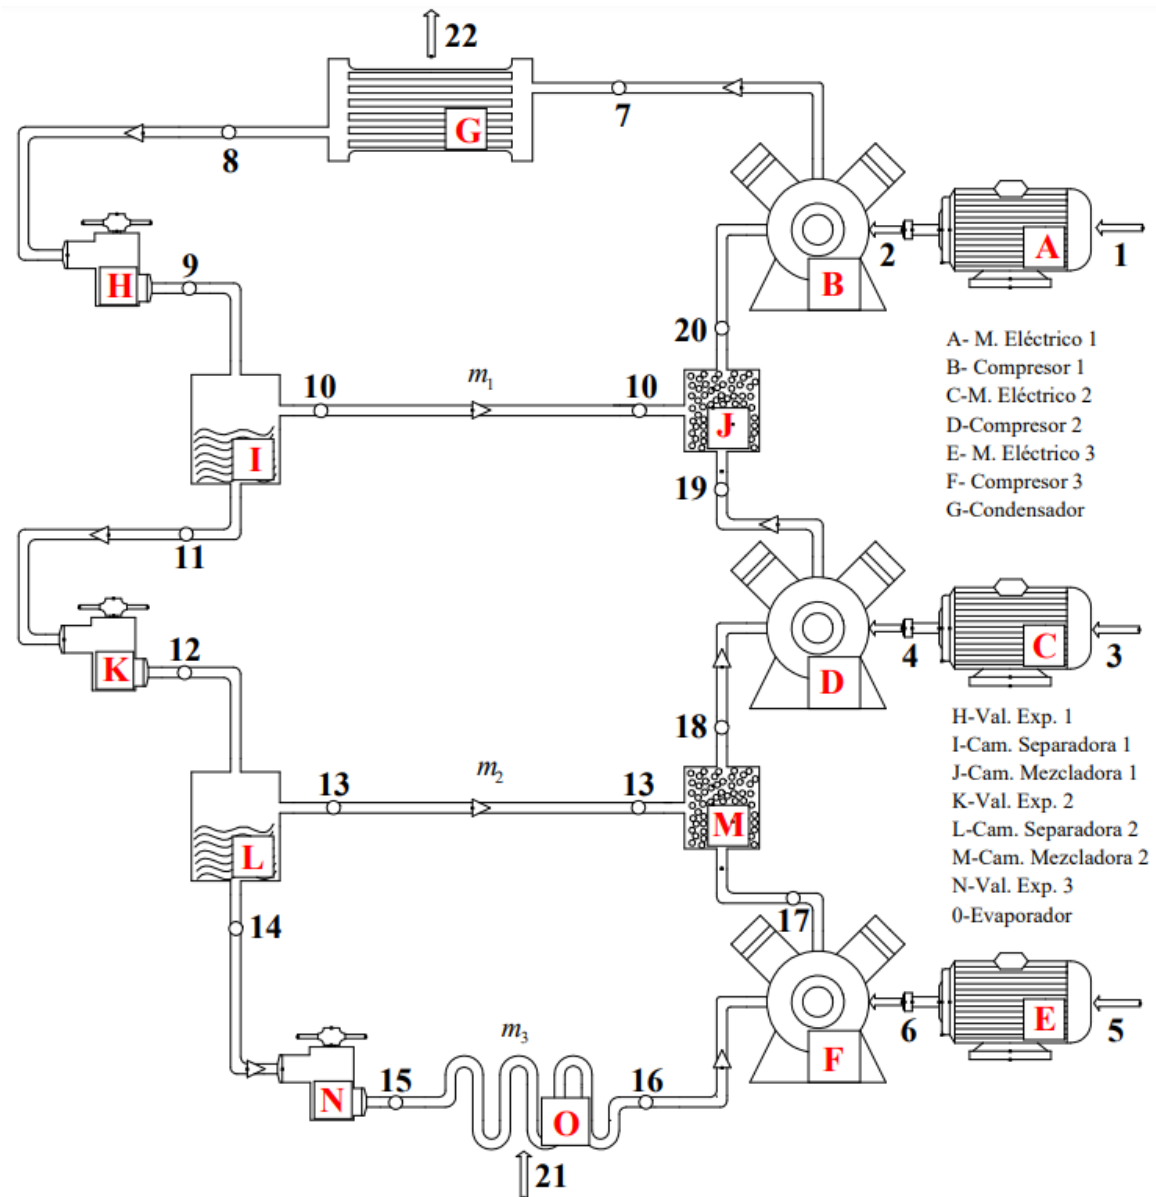 22
G
7
8
H
9
B
2
A
1
20
A- M. Eléctrico 1
B- Compresor 1
C-M. Eléctrico 2
D-Compresor 2
E- M. Eléctrico 3
F- Compresor 3
G-Condensador
10
m1
10
J
I
19
11
K
12
D
4
C
3
18
H-Val. Exp. 1
I-Cam. Separadora 1
J-Cam. Mezcladora 1
K-Val. Exp. 2
L-Cam. Separadora 2
M-Cam. Mezcladora 2
N-Val. Exp. 3
0-Evaporador
13
m2
13
M
L
14
17
F
6
E
5
m3
N
15
O
16
21